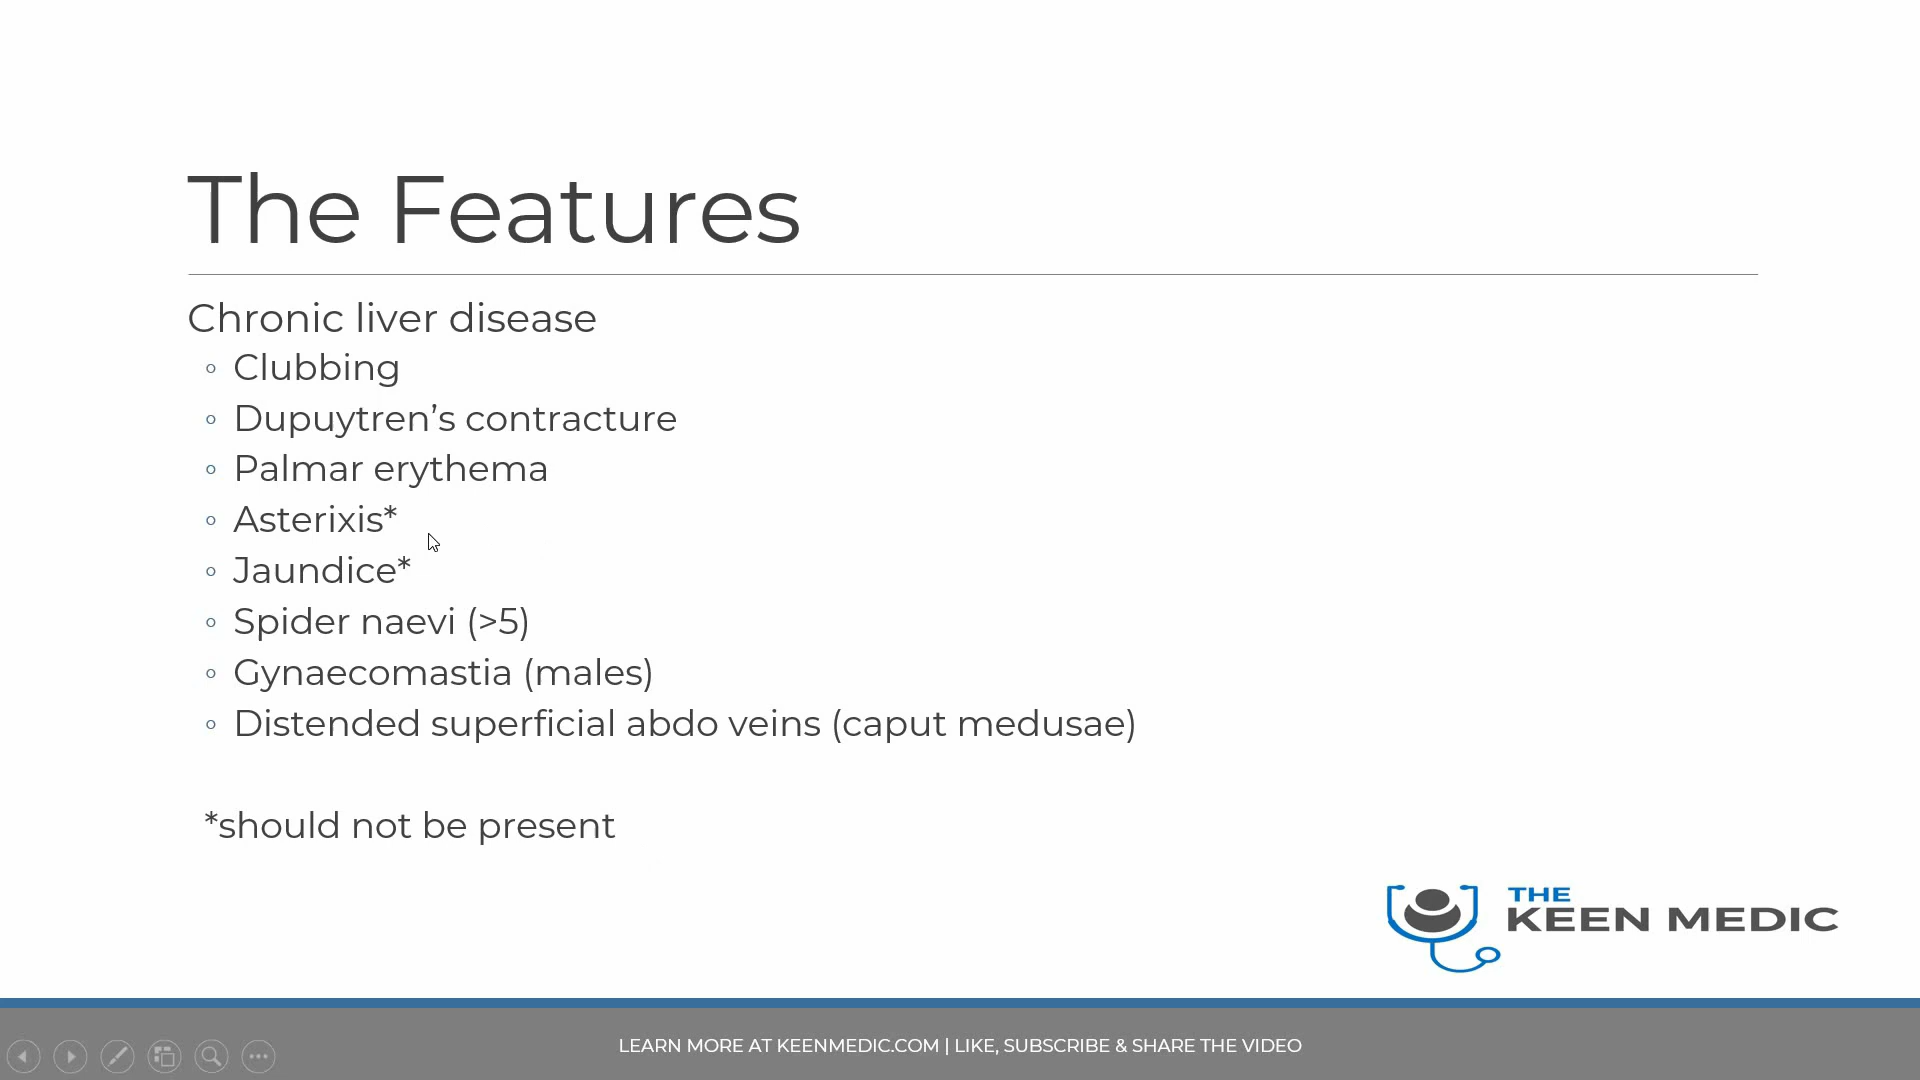 The Features
Chronic liver disease
◦ Clubbing
◦ Dupuytren’s contracture
◦ Palmar erythema
◦ Asterixis*
◦ Jaundice*
◦ Spider naevi (>5)
◦ Gynaecomastia (males)
◦ Distended superficial abdo veins (caput medusae)
*should not be present
THE
KEEN MEDIC
LEARN MORE AT KEENMEDIC.COM | LIKE, SUBSCRIBE & SHARE THE VIDEO